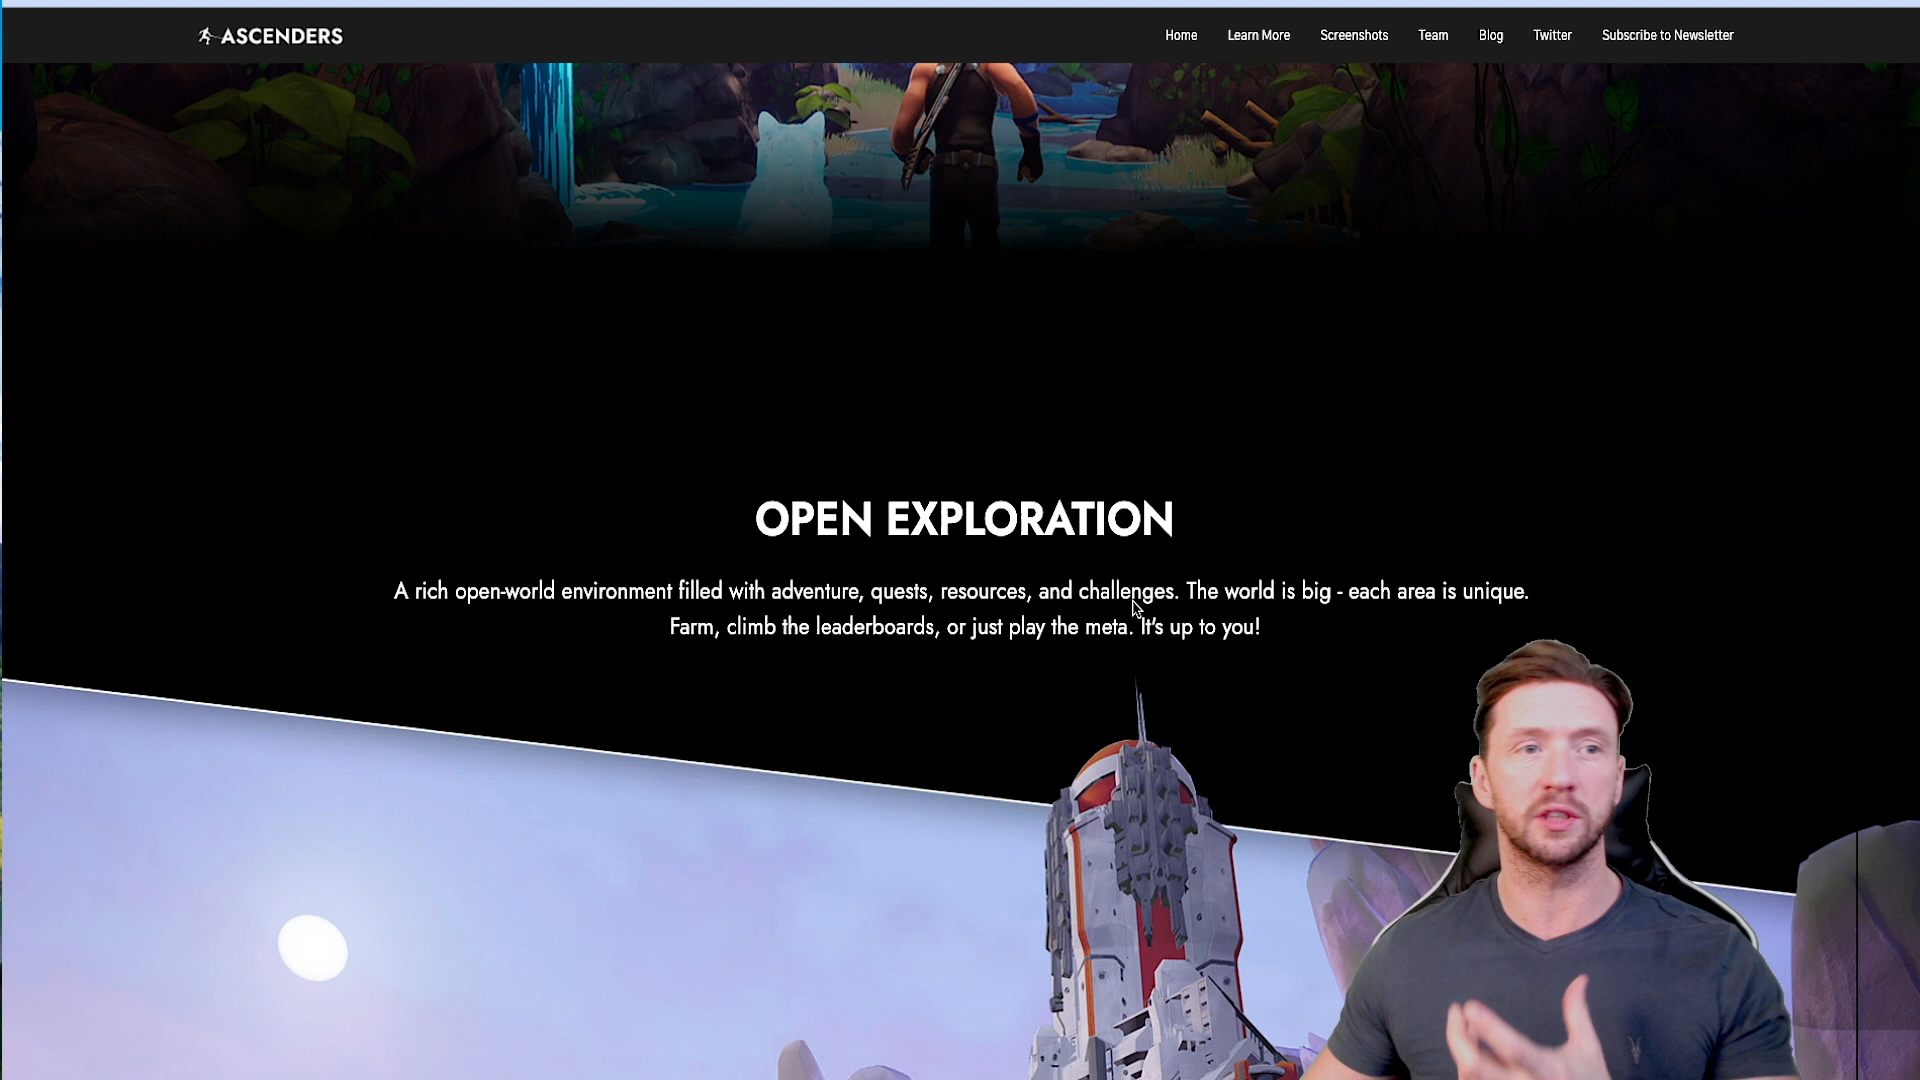 ASCENDERS
Home Learn More Screenshots Team Blog Twitter Subscribe to Newsletter
OPEN EXPLORATION
A rich open-world environment filled with adventure, quests, resources, and challenges. The world is big - each area is unique.
Farm, climb the leaderboards, or just play the meta. It's up to you!